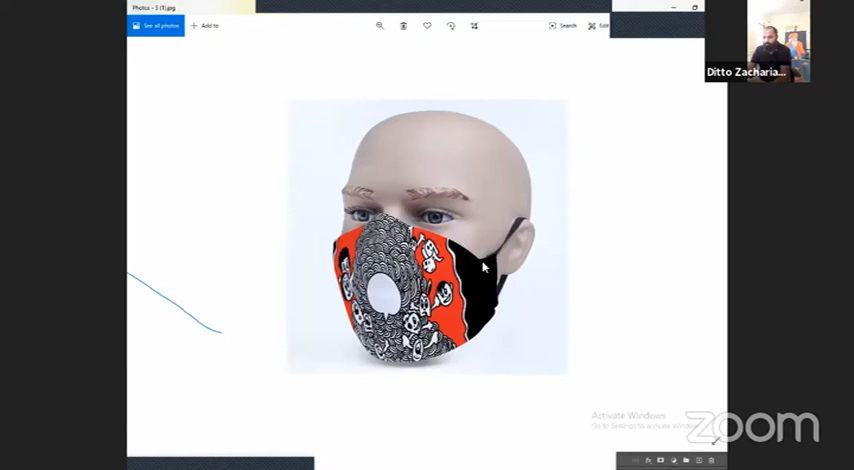 Photos - 5 (1).jpg
See all photos
Add to
Search
Edit
Ditto Zacharia...
Activate Windows
Go to Settings to activate Windows
zoom